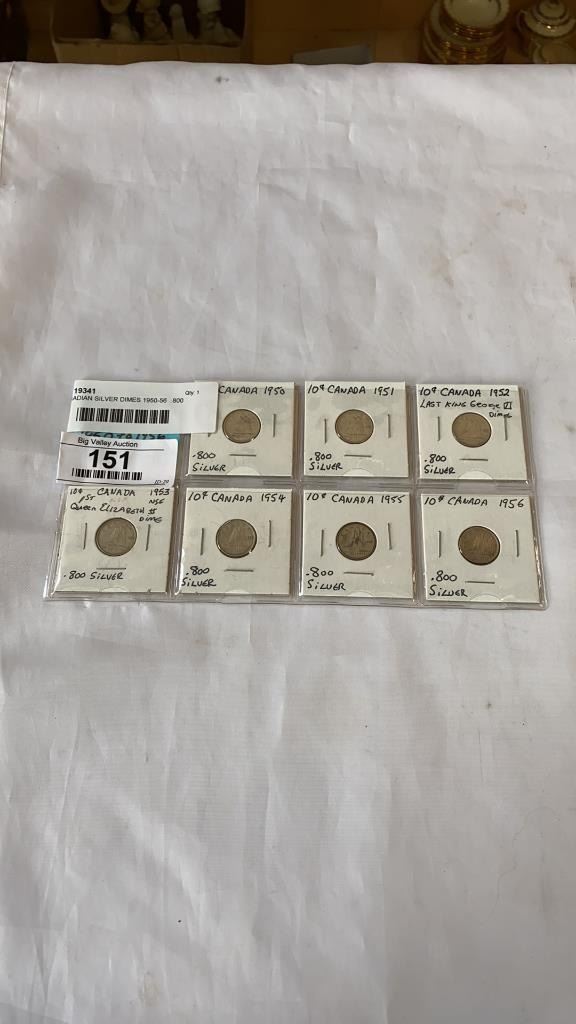 19341 Qty: 1
ADIAN SILVER DIMES 1950-56 .800
Big Valley Auction
151
CANADA 1950
.800
SILVER
10¢ CANADA 1951
.800
SILVER
10¢ CANADA 1952
LAST KING George VI
DIMES
.800
SILVER
10¢ CANADA 1953
1ST NSF
Queen ELIZABETH II
DIME
.800 SILVER
10¢ CANADA 1954
.800
SILVER
10¢ CANADA 1955
.800
SILVER
10¢ CANADA 1956
.800
SILVER